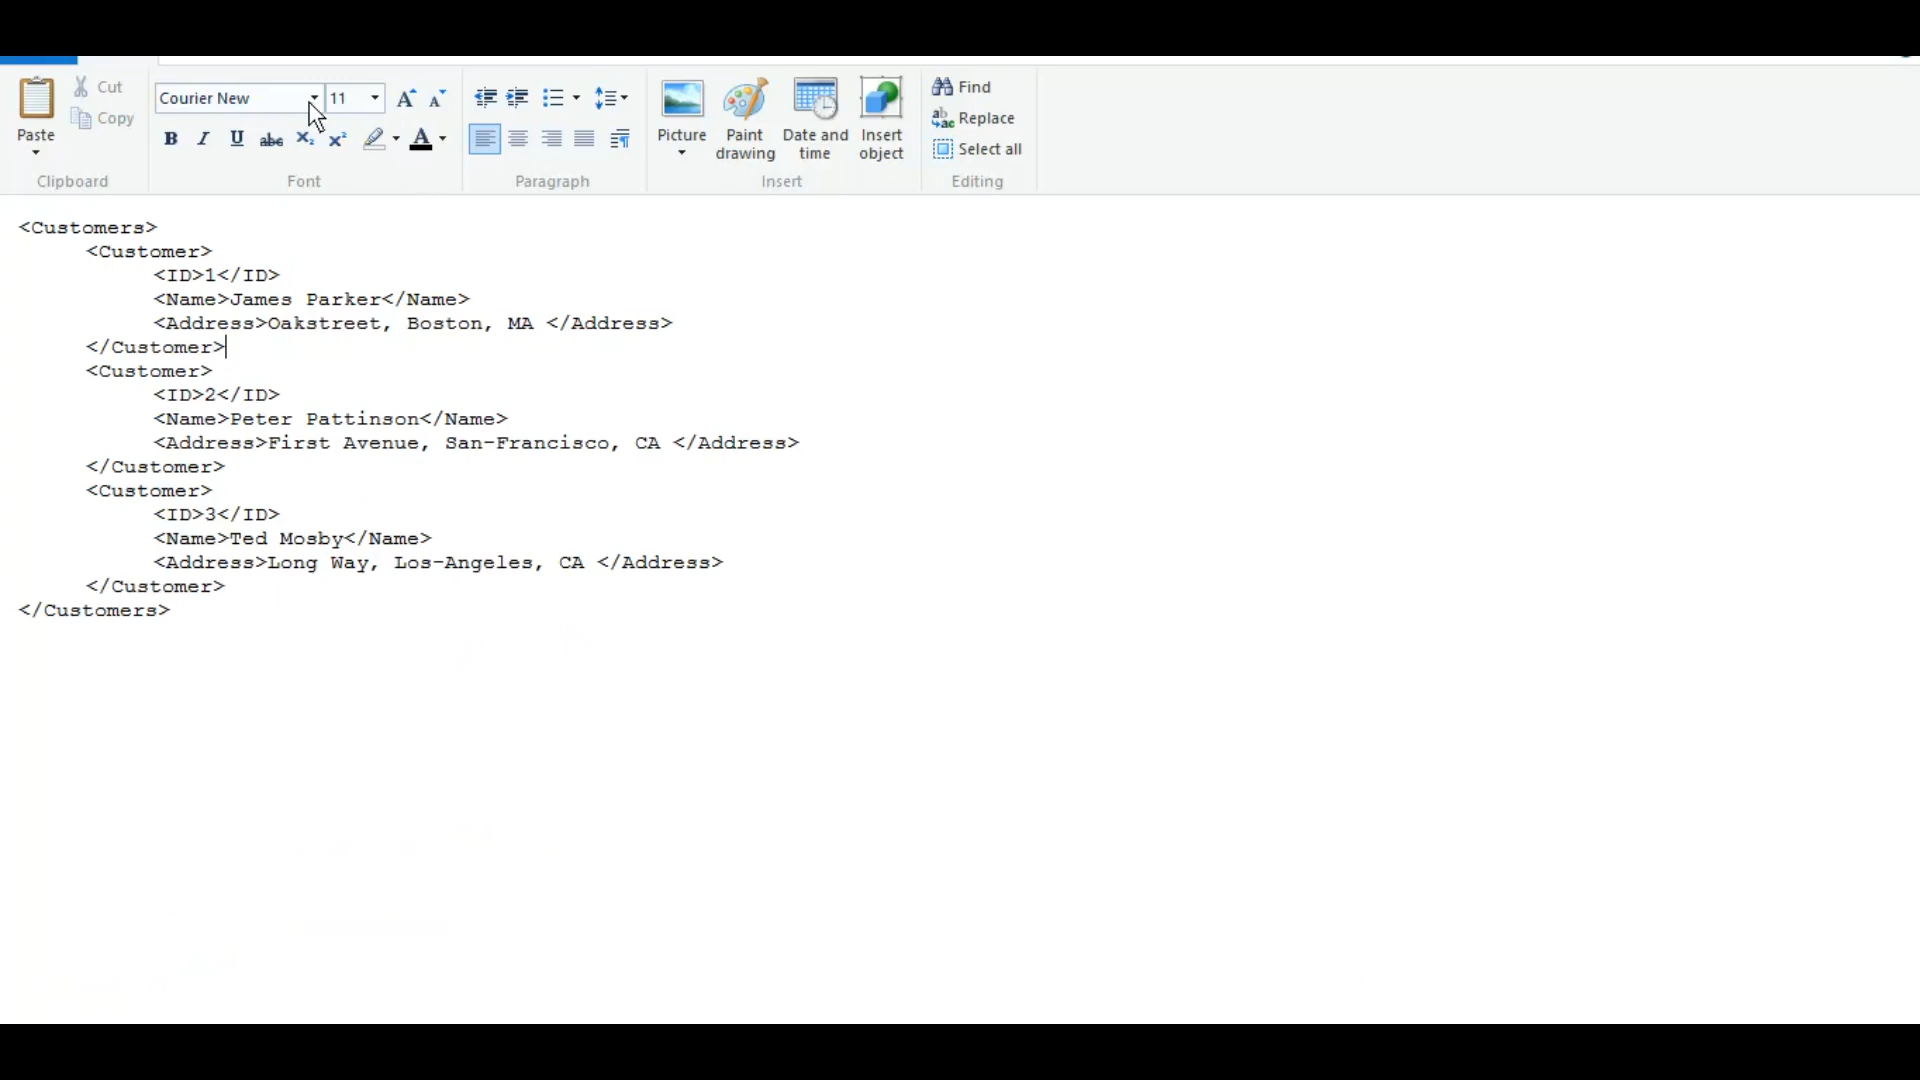 Paste
Cut
Copy
Clipboard
Courier New
11
Font
Paragraph
Picture
Paint drawing
Date and time
Insert object
Insert
Find
Replace
Select all
Editing
<Customers>
<Customer>
<ID>1</ID>
<Name>James Parker</Name>
<Address>Oakstreet, Boston, MA </Address>
</Customer>
<Customer>
<ID>2</ID>
<Name>Peter Pattinson</Name>
<Address>First Avenue, San-Francisco, CA </Address>
</Customer>
<Customer>
<ID>3</ID>
<Name>Ted Mosby</Name>
<Address>Long Way, Los-Angeles, CA </Address>
</Customer>
</Customers>